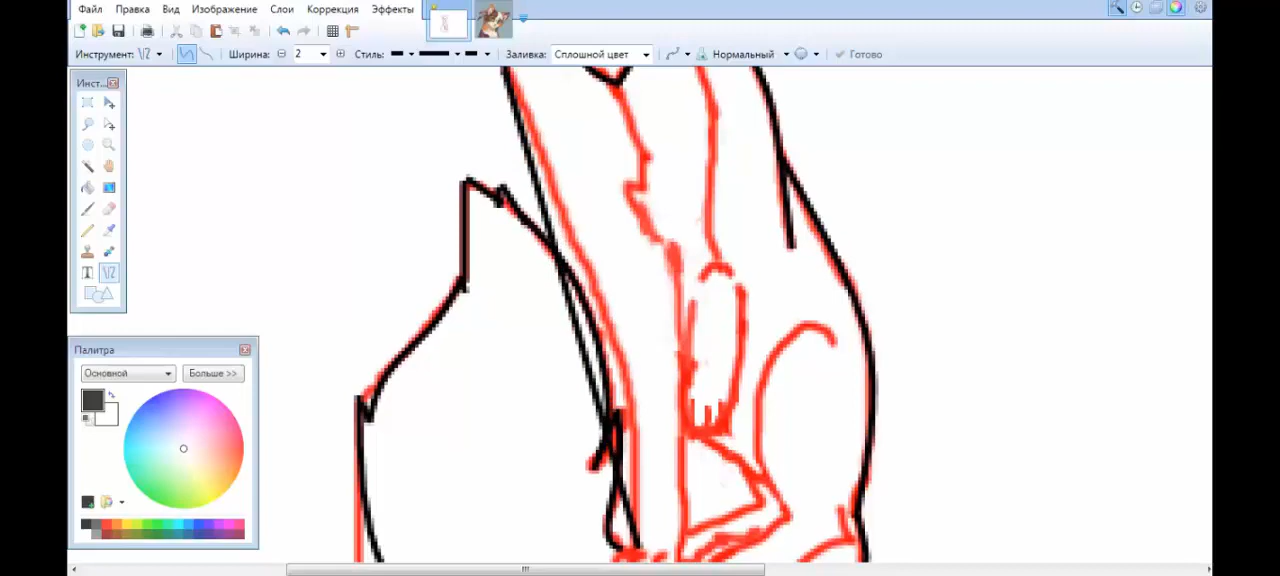 Файл Правка Вид Изображение Слои Коррекция Эффекты
Инструмент: Ширина: 2 Стиль: Заливка: Сплошной цвет Нормальный Готово
Инст...
T
Палитра
Основной Больше >>